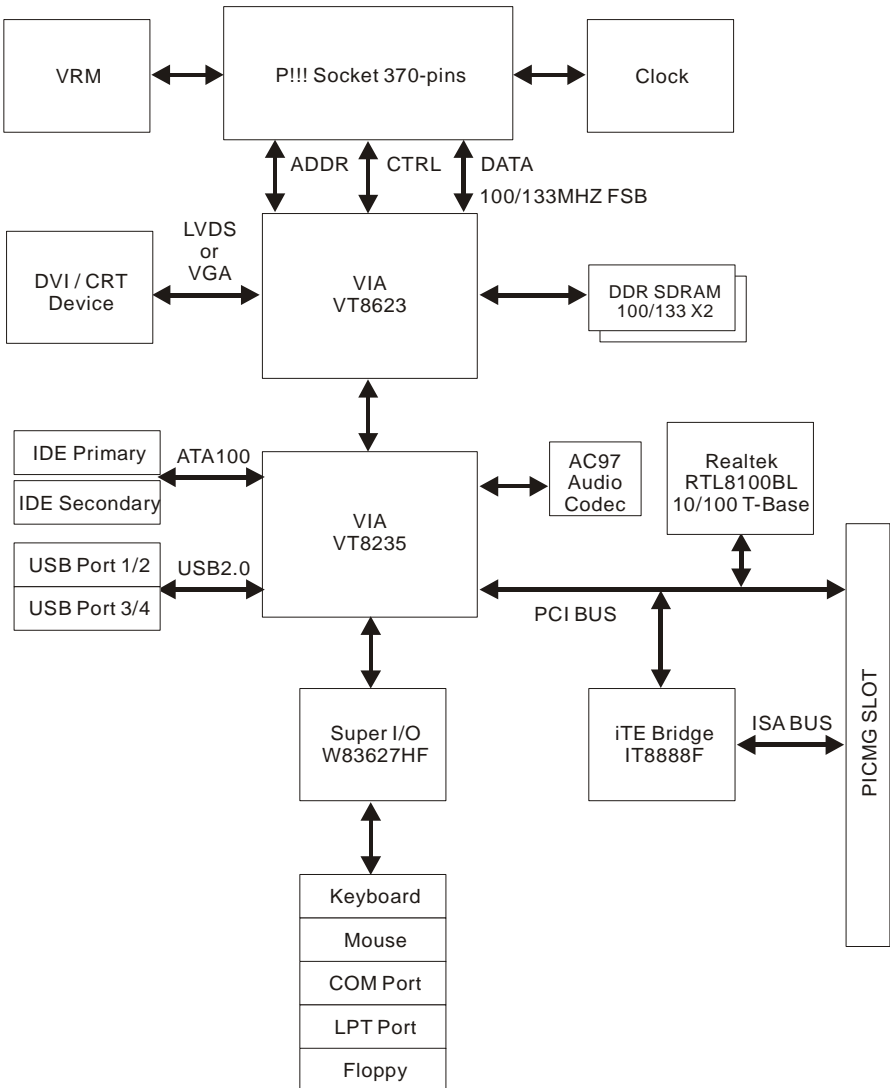 VRM
P!!! Socket 370-pins
Clock
ADDR
CTRL
DATA
100/133MHZ FSB
LVDS
or
VGA
DVI / CRT
Device
VIA
VT8623
DDR SDRAM
100/133 X2
IDE Primary
IDE Secondary
ATA100
USB Port 1/2
USB Port 3/4
USB2.0
VIA
VT8235
AC97
Audio
Codec
Realtek
RTL8100BL
10/100 T-Base
PCI BUS
Super I/O
W83627HF
iTE Bridge
IT8888F
ISA BUS
PICMG SLOT
Keyboard
Mouse
COM Port
LPT Port
Floppy